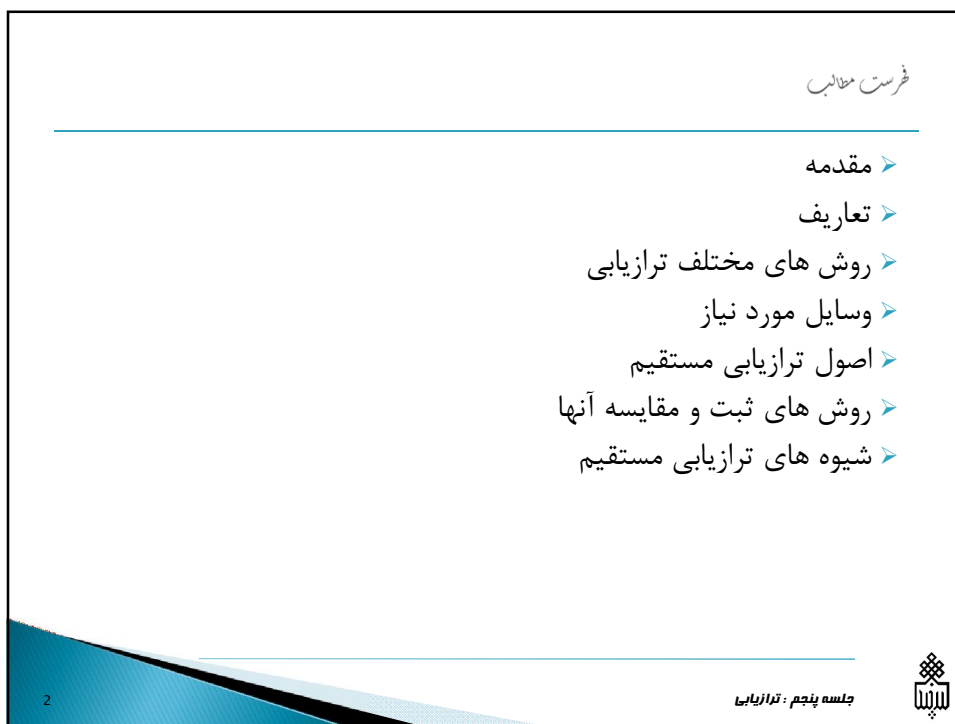 فهرست مطالب
مقدمه
تعاریف
روش های مختلف ترازیابی
وسایل مورد نیاز
اصول ترازیابی مستقیم
روش های ثبت و مقایسه آنها
شیوه های ترازیابی مستقیم
جلسه پنجم : ترازیابی
2